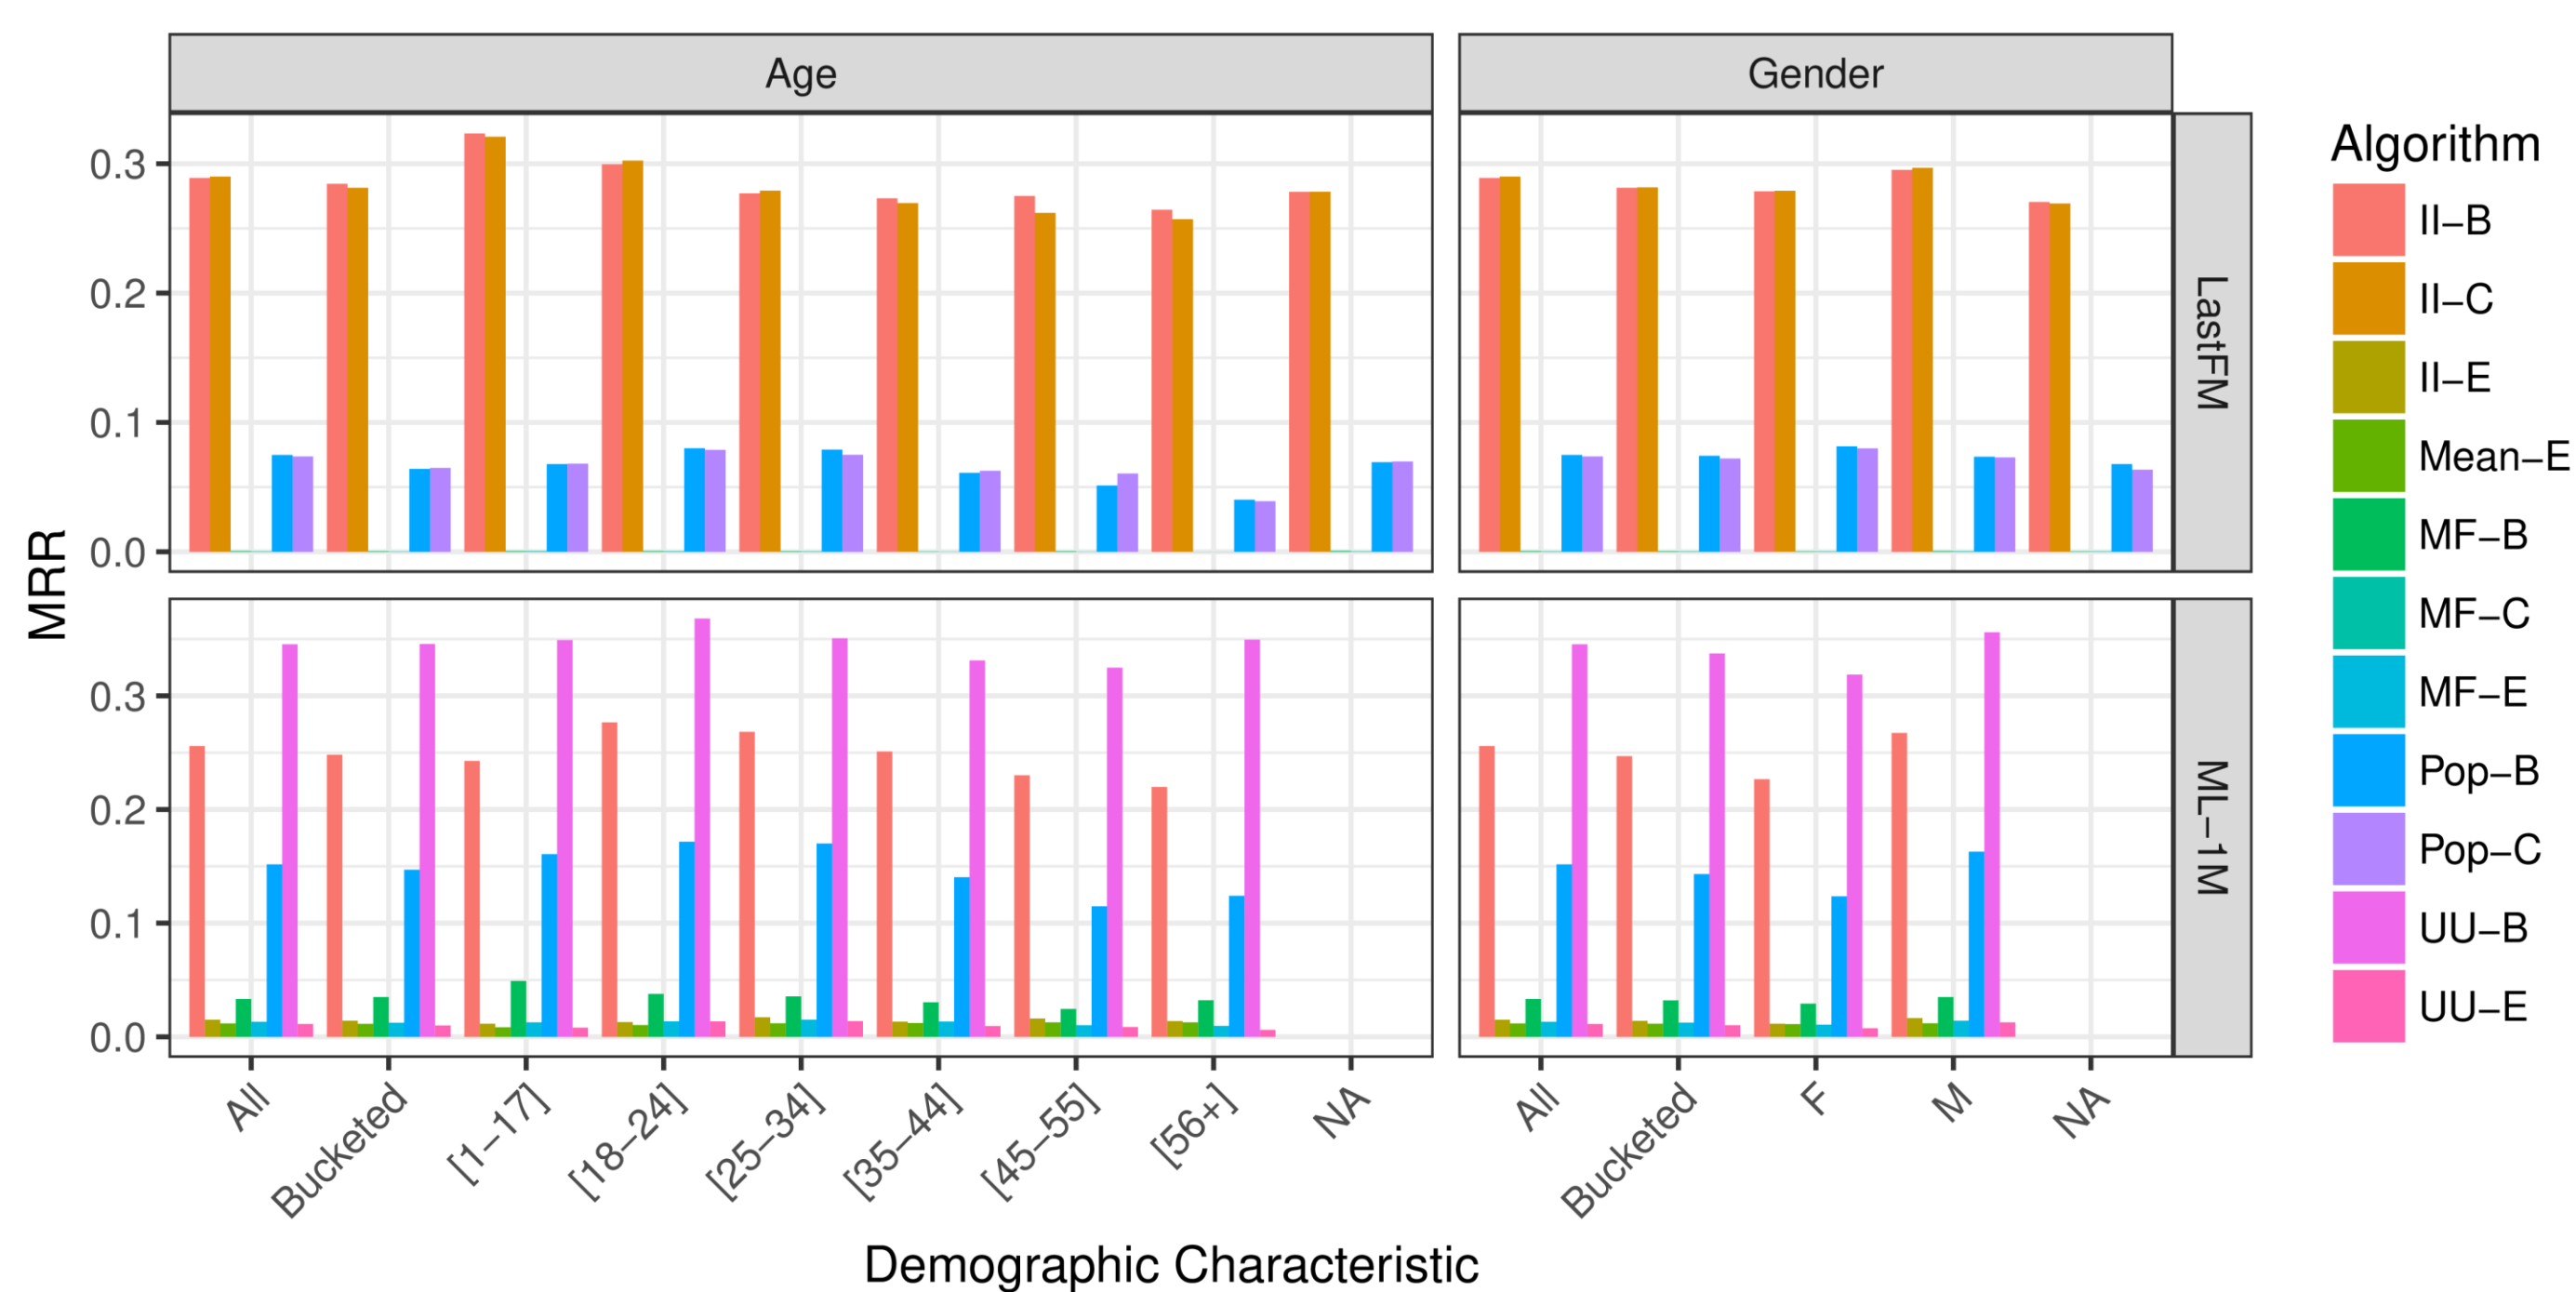 Age
Gender
0.3
0.2
0.1
0.0
LastFM
MRR
0.3
0.2
0.1
0.0
ML−1M
All
Bucketed
[1−17]
[18−24]
[25−34]
[35−44]
[45−55]
[56+]
NA
All
Bucketed
F
M
NA
Demographic Characteristic
Algorithm
II−B
II−C
II−E
Mean−E
MF−B
MF−C
MF−E
Pop−B
Pop−C
UU−B
UU−E